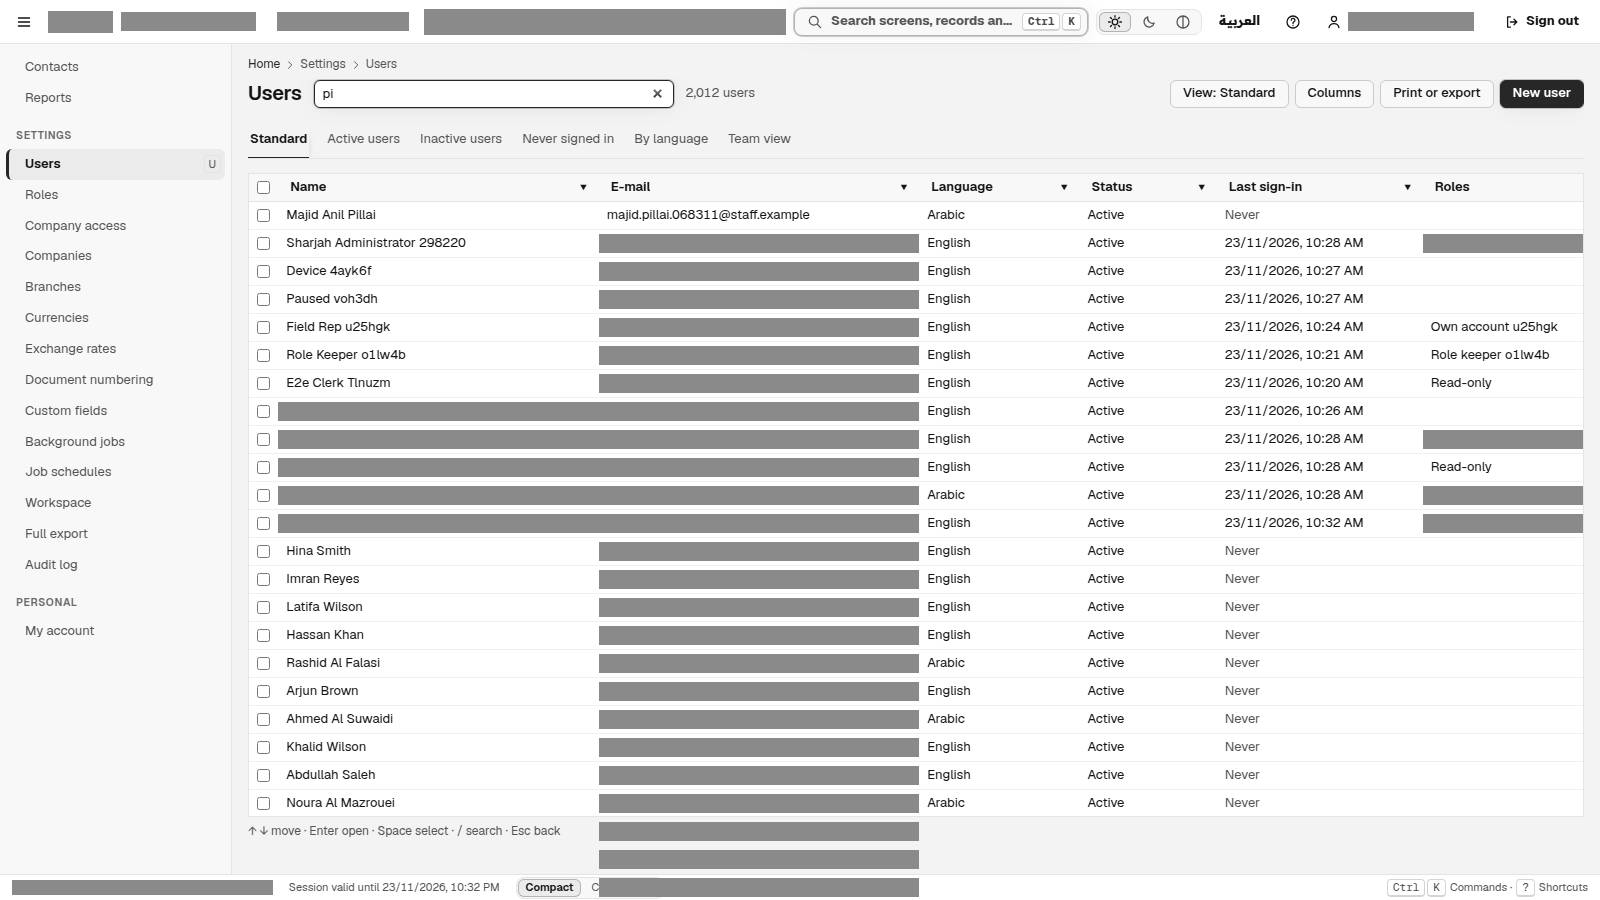 Search screens, records an... Ctrl K العربية Sign out
Contacts
Reports
SETTINGS
Users U
Roles
Company access
Companies
Branches
Currencies
Exchange rates
Document numbering
Custom fields
Background jobs
Job schedules
Workspace
Full export
Audit log
PERSONAL
My account
Home > Settings > Users
Users pi 2,012 users View: Standard Columns Print or export New user
Standard Active users Inactive users Never signed in By language Team view
Name E-mail Language Status Last sign-in Roles
Majid Anil Pillai majid.pillai.068311@staff.example Arabic Active Never
Sharjah Administrator 298220 English Active 23/11/2026, 10:28 AM
Device 4ayk6f English Active 23/11/2026, 10:27 AM
Paused voh3dh English Active 23/11/2026, 10:27 AM
Field Rep u25hgk English Active 23/11/2026, 10:24 AM Own account u25hgk
Role Keeper o1lw4b English Active 23/11/2026, 10:21 AM Role keeper o1lw4b
E2e Clerk Tlnuzm English Active 23/11/2026, 10:20 AM Read-only
English Active 23/11/2026, 10:26 AM
English Active 23/11/2026, 10:28 AM
English Active 23/11/2026, 10:28 AM Read-only
Arabic Active 23/11/2026, 10:28 AM
English Active 23/11/2026, 10:32 AM
Hina Smith English Active Never
Imran Reyes English Active Never
Latifa Wilson English Active Never
Hassan Khan English Active Never
Rashid Al Falasi Arabic Active Never
Arjun Brown English Active Never
Ahmed Al Suwaidi Arabic Active Never
Khalid Wilson English Active Never
Abdullah Saleh English Active Never
Noura Al Mazrouei Arabic Active Never
↑↓ move · Enter open · Space select · / search · Esc back
Session valid until 23/11/2026, 10:32 PM Compact Ctrl K Commands · ? Shortcuts